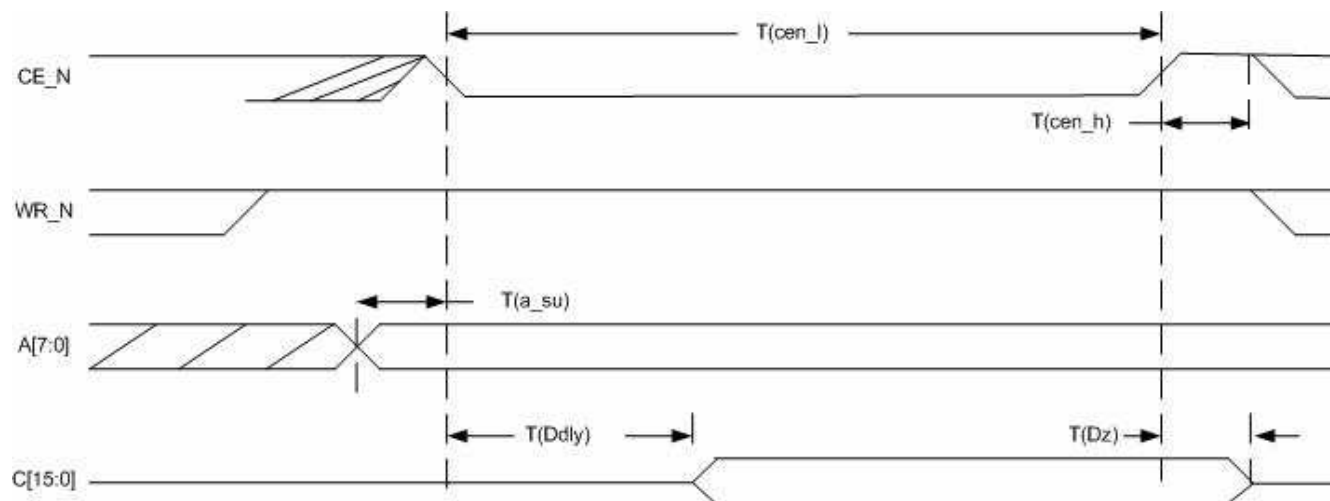 T(cen_l)
CE_N
T(cen_h)
WR_N
T(a_su)
A[7:0]
T(Ddly)
T(Dz)
C[15:0]